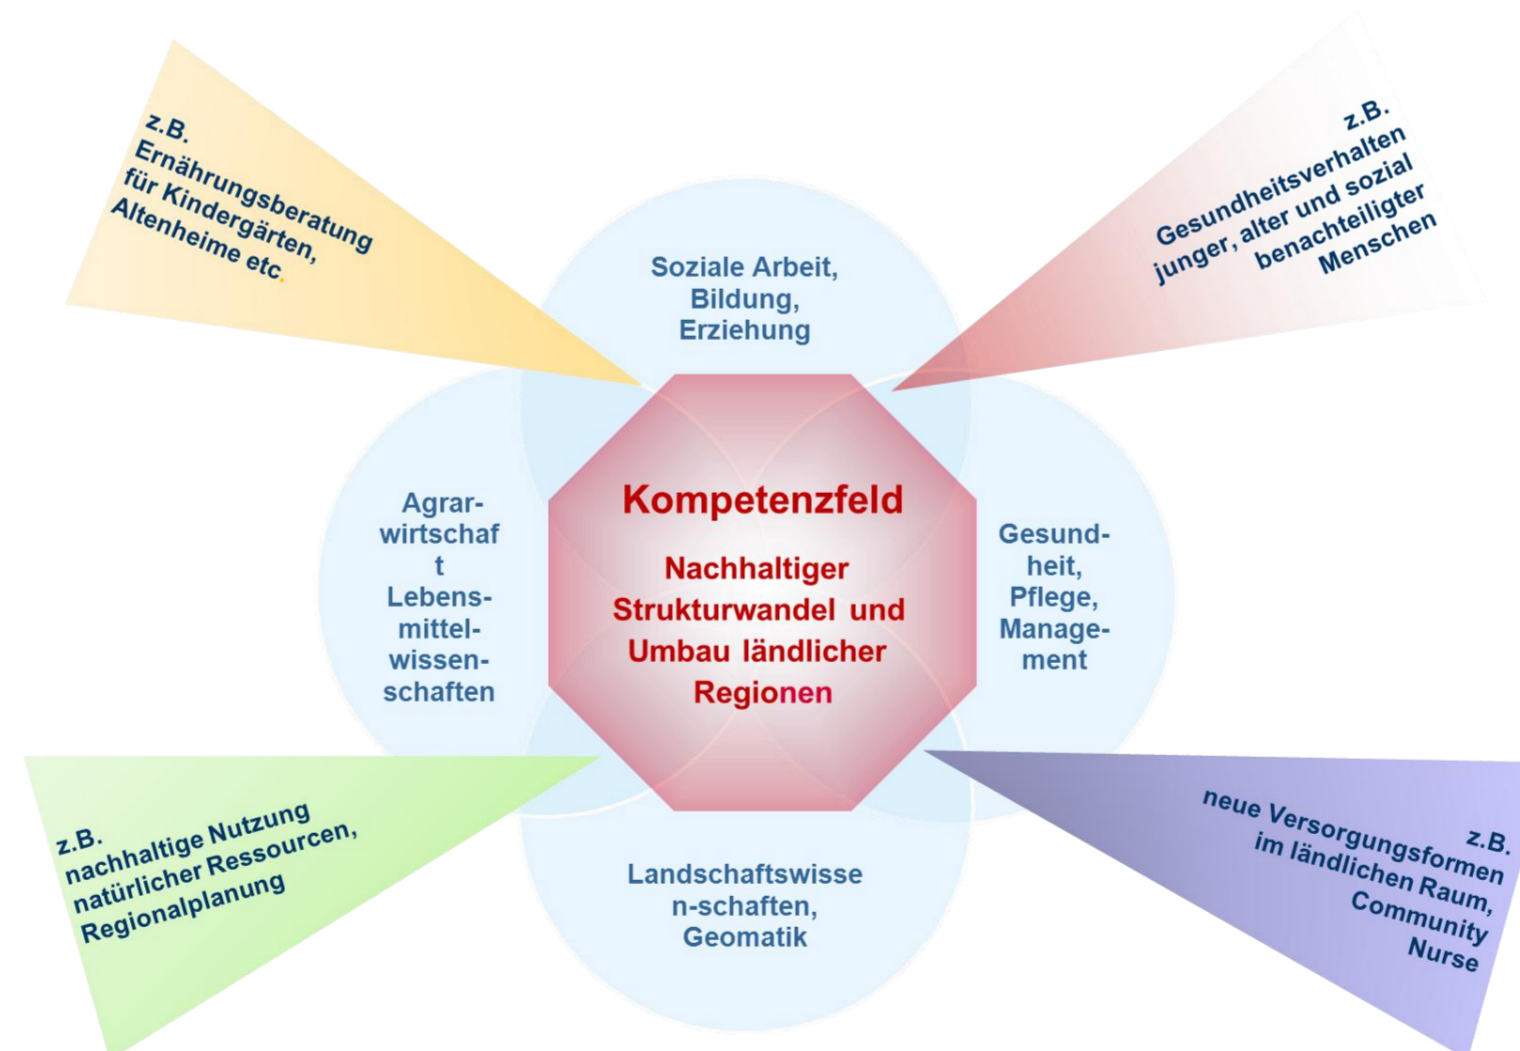 z.B.
Ernährungsberatung
für Kindergärten,
Altenheime etc.
z.B.
Gesundheitsverhalten
junger, alter und sozial
benachteiligter
Menschen
Soziale Arbeit,
Bildung,
Erziehung
Agrar-
wirtschaf
t
Lebens-
mittel-
wissen-
schaften
Kompetenzfeld
Nachhaltiger
Strukturwandel und
Umbau ländlicher
Regionen
Gesund-
heit,
Pflege,
Manage-
ment
z.B.
nachhaltige Nutzung
natürlicher Ressourcen,
Regionalplanung
Landschaftswisse
n-schaften,
Geomatik
z.B.
neue Versorgungsformen
im ländlichen Raum,
Community
Nurse